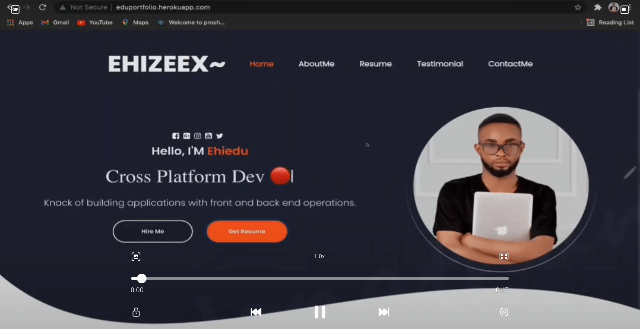 Not Secure | eduportfolio.herokuapp.com
Apps Gmail YouTube Maps Welcome to prosh... Reading List
EHIZEEX~ Home AboutMe Resume Testimonial ContactMe
Hello, I'M Ehiedu
Cross Platform Dev
Knack of building applications with front and back end operations.
Hire Me Get Resume
1.0x
0:00